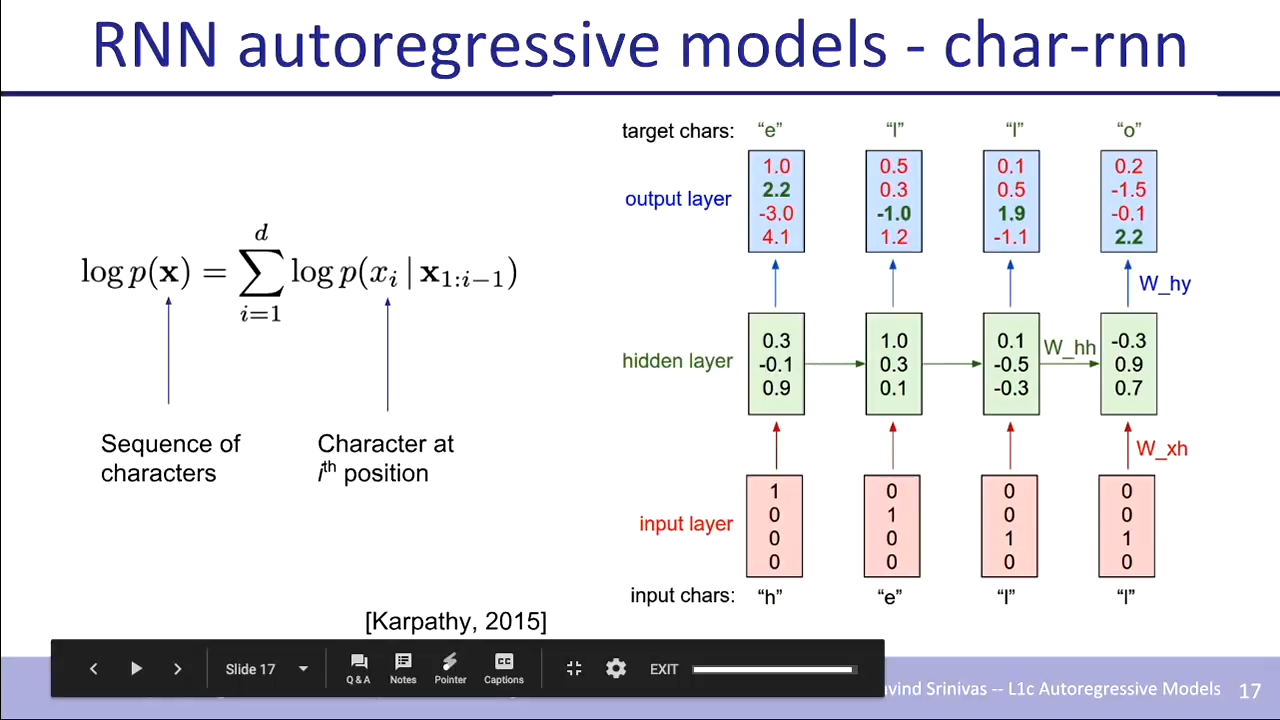 RNN autoregressive models - char-rnn
log p(x) = ∑_{i=1}^{d} log p(x_i | x_{1:i−1})
Sequence of
characters
Character at
iᵗʰ position
[Karpathy, 2015]
target chars: “e” “l” “l” “o”
output layer
1.0 0.5 0.1 0.2
2.2 0.3 0.5 -1.5
-3.0 -1.0 1.9 -0.1
4.1 1.2 -1.1 2.2
W_hy
hidden layer
0.3 1.0 0.1 -0.3
-0.1 0.3 -0.5 0.9
0.9 0.1 -0.3 0.7
W_hh
W_xh
input layer
1 0 0 0
0 1 0 0
0 0 1 1
0 0 0 0
input chars: “h” “e” “l” “l”
Slide 17
Q & A
Notes
Pointer
CC
Captions
EXIT
Srinivas -- L1c Autoregressive Models 17